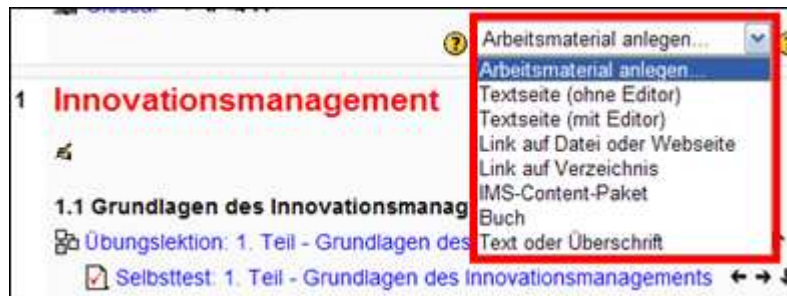 Glossar
Arbeitsmaterial anlegen...
Arbeitsmaterial anlegen...
Textseite (ohne Editor)
Textseite (mit Editor)
Link auf Datei oder Webseite
Link auf Verzeichnis
IMS-Content-Paket
Buch
Text oder Überschrift
1 Innovationsmanagement
1.1 Grundlagen des Innovationsmanag
Übungslektion: 1. Teil - Grundlagen des
Selbsttest: 1. Teil - Grundlagen des Innovationsmanagements